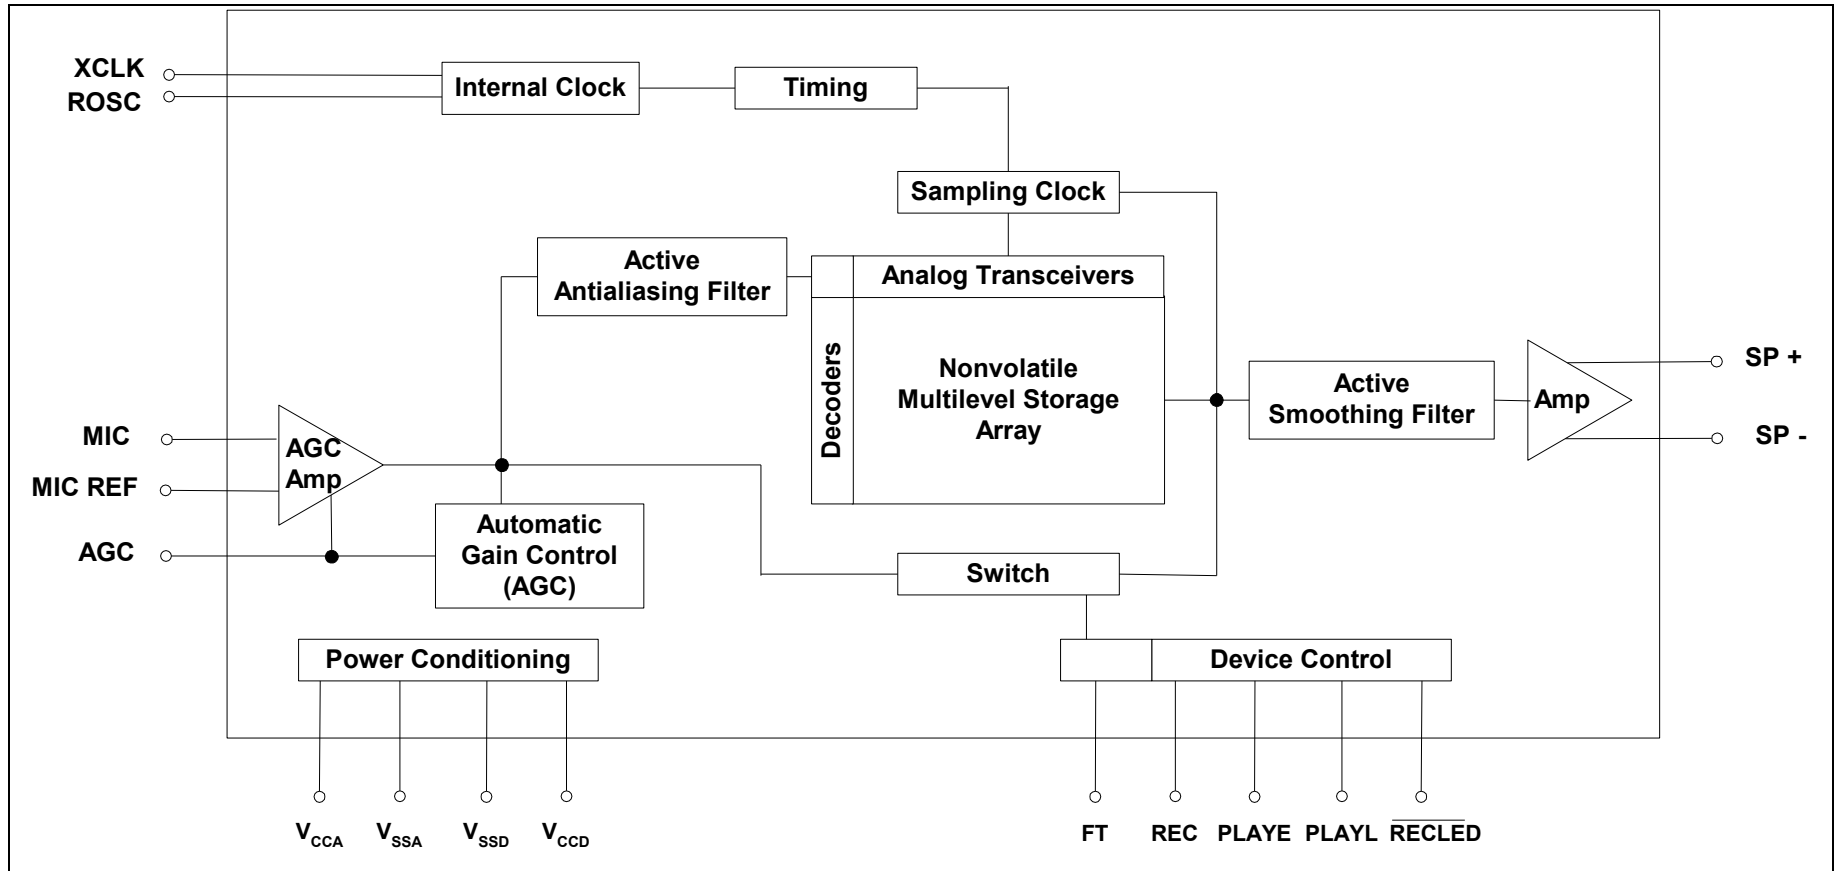 XCLK
ROSC
Internal Clock
Timing
Sampling Clock
Active
Antialiasing Filter
Analog Transceivers
Decoders
Nonvolatile
Multilevel Storage
Array
Active
Smoothing Filter
Amp
SP +
SP -
MIC
MIC REF
AGC
AGC
Amp
Automatic
Gain Control
(AGC)
Switch
Power Conditioning
Device Control
VCCA
VSSA
VSSD
VCCD
FT
REC
PLAYE
PLAYL
RECLED